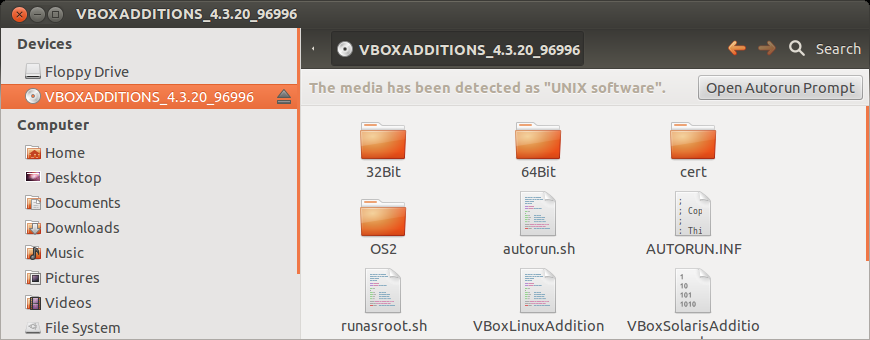 VBOXADDITIONS_4.3.20_96996
Devices
Floppy Drive
VBOXADDITIONS_4.3.20_96996
Computer
Home
Desktop
Documents
Downloads
Music
Pictures
Videos
File System
VBOXADDITIONS_4.3.20_96996
Search
The media has been detected as "UNIX software".
Open Autorun Prompt
32Bit
64Bit
cert
OS2
autorun.sh
;
; Cop
;
; Thi
AUTORUN.INF
runasroot.sh
VBoxLinuxAddition
1
10
101
1010
VBoxSolarisAdditio